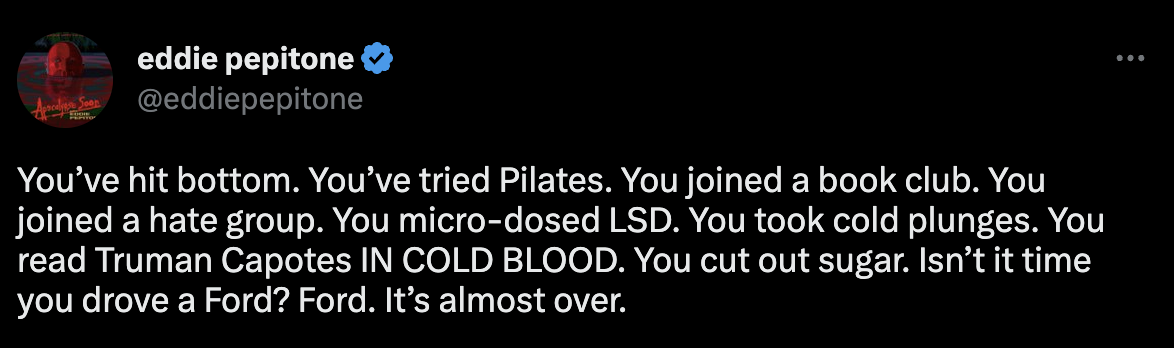 eddie pepitone
@eddiepepitone
Apocalypse Soon
EDDIE
PEPITONE
You’ve hit bottom. You’ve tried Pilates. You joined a book club. You
joined a hate group. You micro-dosed LSD. You took cold plunges. You
read Truman Capotes IN COLD BLOOD. You cut out sugar. Isn’t it time
you drove a Ford? Ford. It’s almost over.